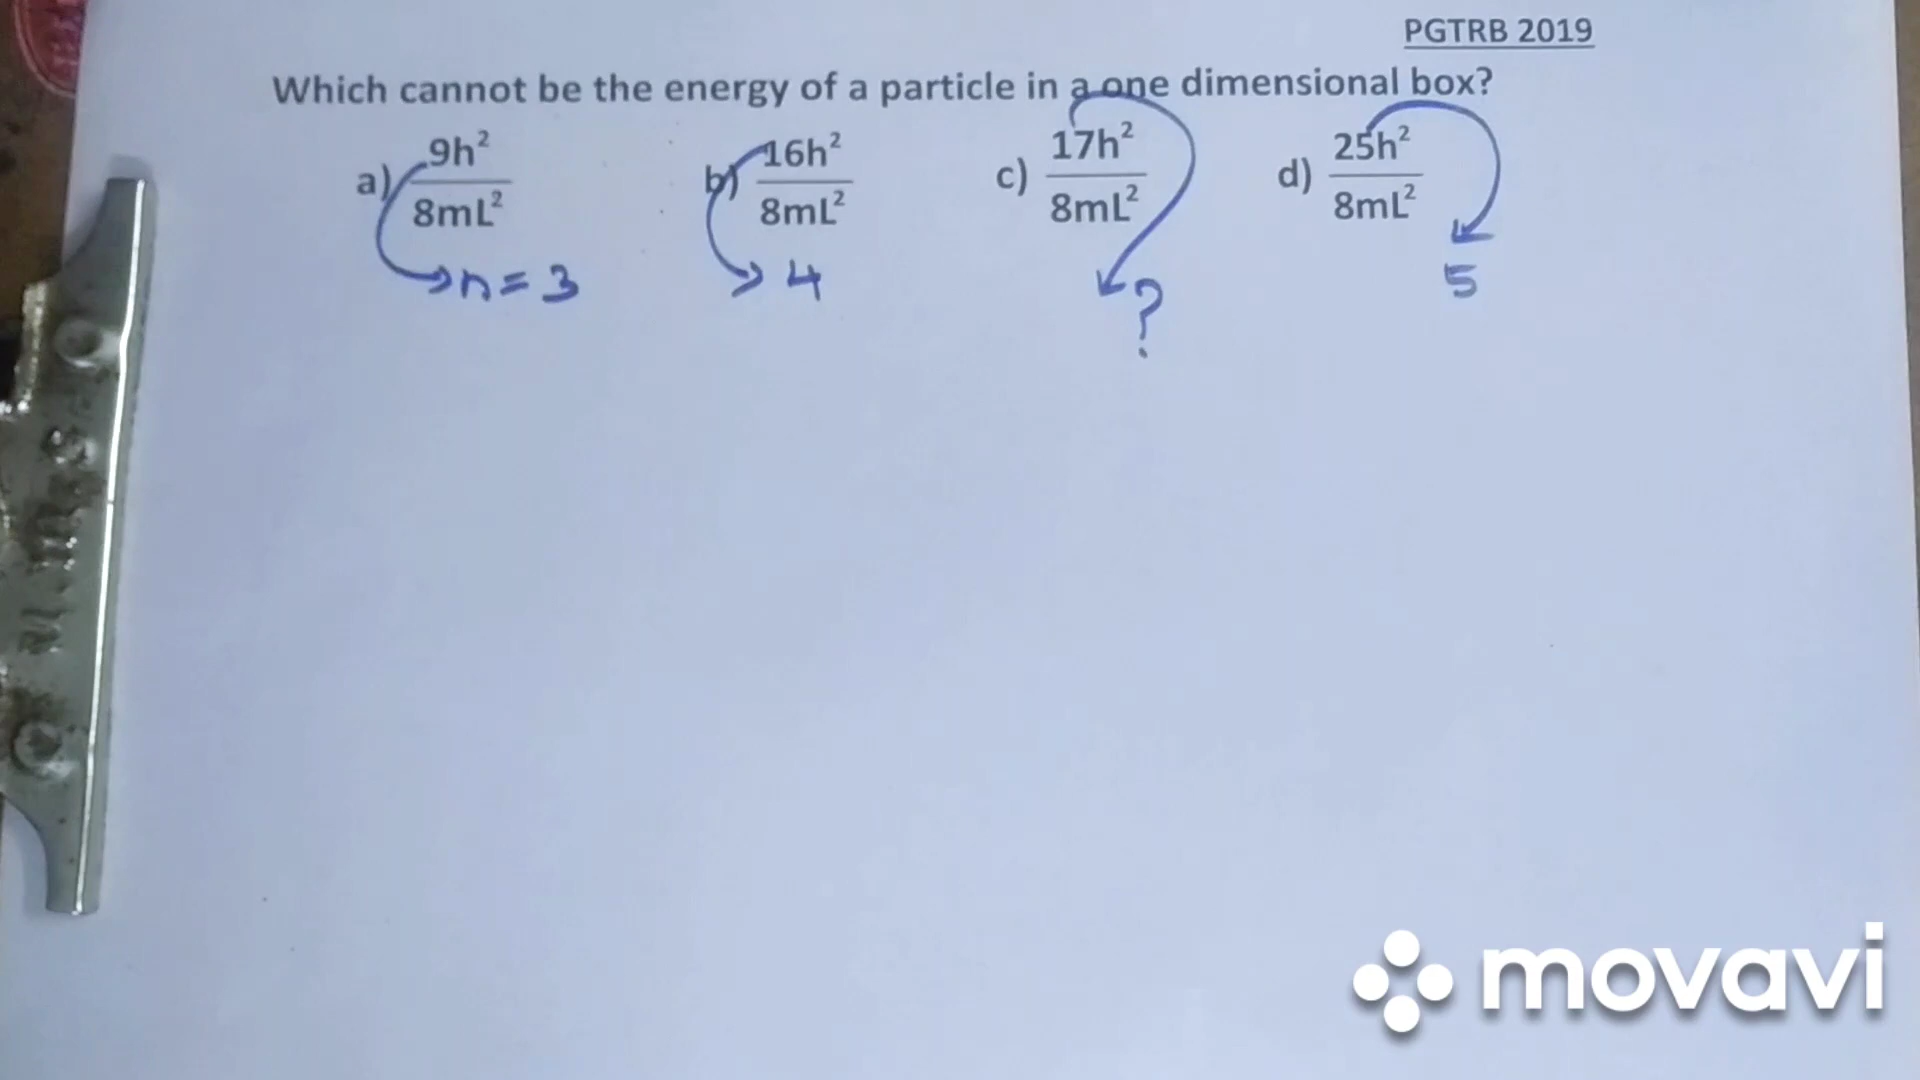 PGTRB 2019
Which cannot be the energy of a particle in a one dimensional box?
a) 9h²/8mL² b) 16h²/8mL² c) 17h²/8mL² d) 25h²/8mL²
n = 3 4 ? 5
movavi